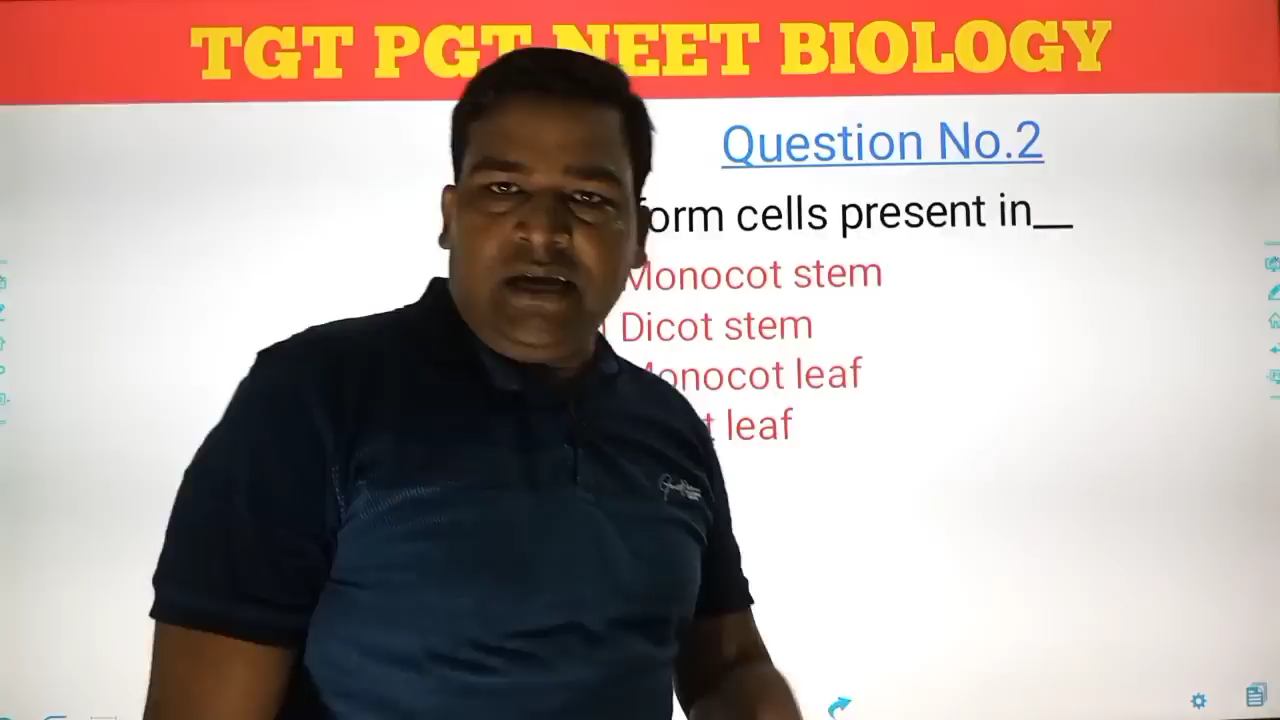 TGT PGT NEET BIOLOGY
Question No.2
form cells present in__
Monocot stem
Dicot stem
Monocot leaf
t leaf